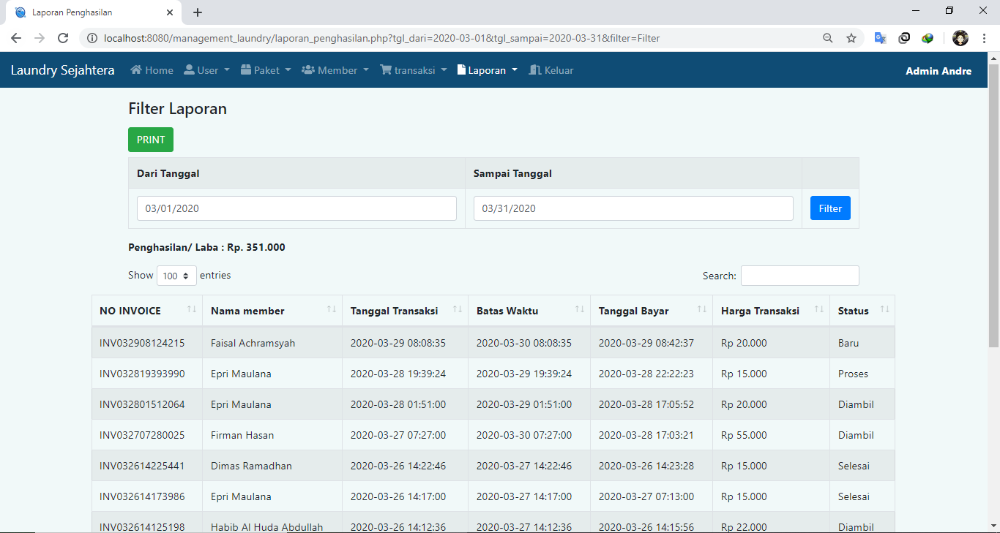 Laporan Penghasilan
localhost:8080/management_laundry/laporan_penghasilan.php?tgl_dari=2020-03-01&tgl_sampai=2020-03-31&filter=Filter
Laundry Sejahtera Home User Paket Member transaksi Laporan Keluar Admin Andre
Filter Laporan
PRINT
Dari Tanggal Sampai Tanggal
03/01/2020 03/31/2020 Filter
Penghasilan/ Laba : Rp. 351.000
Show 100 entries Search:
NO INVOICE Nama member Tanggal Transaksi Batas Waktu Tanggal Bayar Harga Transaksi Status
INV032908124215 Faisal Achramsyah 2020-03-29 08:08:35 2020-03-30 08:08:35 2020-03-29 08:42:37 Rp 20.000 Baru
INV032819393990 Epri Maulana 2020-03-28 19:39:24 2020-03-29 19:39:24 2020-03-28 22:22:23 Rp 15.000 Proses
INV032801512064 Epri Maulana 2020-03-28 01:51:00 2020-03-29 01:51:00 2020-03-28 17:05:52 Rp 20.000 Diambil
INV032707280025 Firman Hasan 2020-03-27 07:27:00 2020-03-30 07:27:00 2020-03-28 17:03:21 Rp 55.000 Diambil
INV032614225441 Dimas Ramadhan 2020-03-26 14:22:46 2020-03-27 14:22:46 2020-03-26 14:23:28 Rp 15.000 Selesai
INV032614173986 Epri Maulana 2020-03-26 14:17:00 2020-03-27 14:17:00 2020-03-27 07:13:00 Rp 15.000 Selesai
INV032614125198 Habib Al Huda Abdullah 2020-03-26 14:12:36 2020-03-27 14:12:36 2020-03-26 14:15:56 Rp 22.000 Diambil